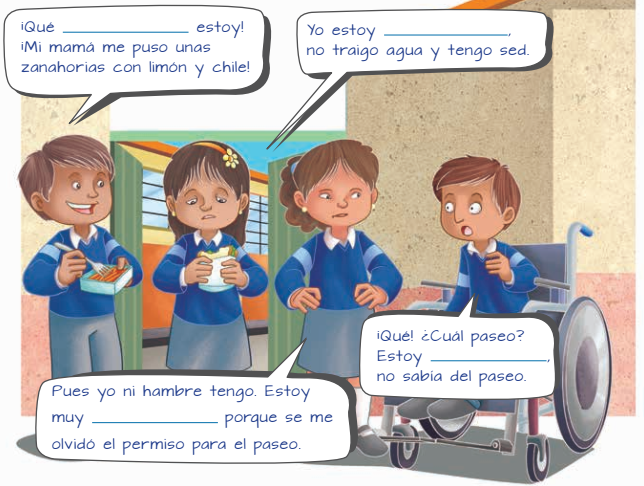 ¡Qué ______________ estoy!
¡Mi mamá me puso unas
zanahorias con limón y chile!
Yo estoy ______________,
no traigo agua y tengo sed.
Pues yo ni hambre tengo. Estoy
muy ______________ porque se me
olvidó el permiso para el paseo.
¡Qué! ¿Cuál paseo?
Estoy ______________,
no sabía del paseo.